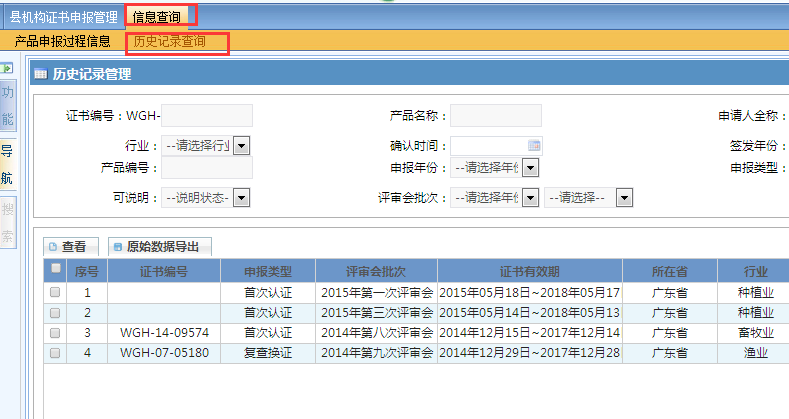 县机构证书申报管理 信息查询
产品申报过程信息 历史记录查询
功能
导航
搜索
历史记录管理
证书编号：WGH- 产品名称： 申请人全称：
行业： --请选择行业 确认时间： 签发年份：
产品编号： 申报年份： --请选择年份 申报类型：
可说明： --说明状态- 评审会批次： --请选择年份 --请选择--
查看 原始数据导出
序号 证书编号 申报类型 评审会批次 证书有效期 所在省 行业
1 首次认证 2015年第一次评审会 2015年05月18日~2018年05月17 广东省 种植业
2 首次认证 2015年第三次评审会 2015年05月14日~2018年05月13 广东省 种植业
3 WGH-14-09574 首次认证 2014年第八次评审会 2014年12月15日~2017年12月14 广东省 畜牧业
4 WGH-07-05180 复查换证 2014年第九次评审会 2014年12月29日~2017年12月28 广东省 渔业